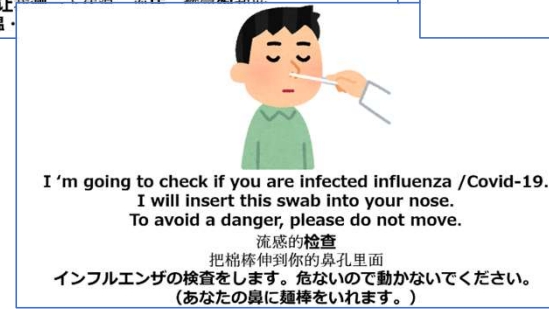 I ‘m going to check if you are infected influenza /Covid-19.
I will insert this swab into your nose.
To avoid a danger, please do not move.
流感的检查
把棉棒伸到你的鼻孔里面
インフルエンザの検査をします。危ないので動かないでください。
（あなたの鼻に麺棒をいれます。）